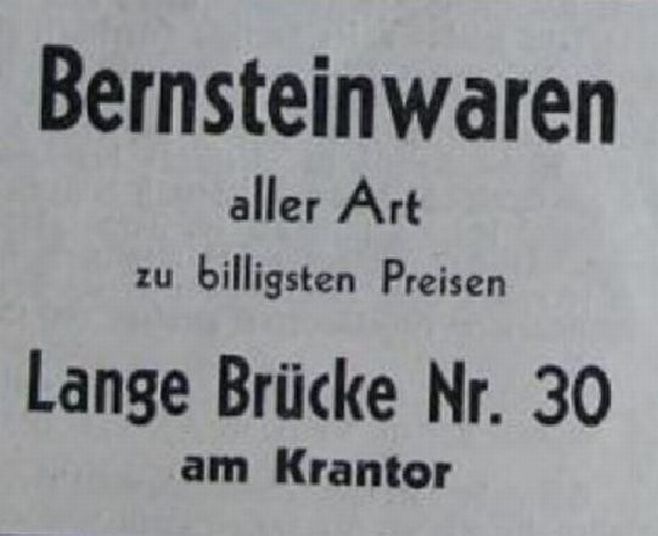 Bernsteinwaren
aller Art
zu billigsten Preisen
Lange Brücke Nr. 30
am Krantor